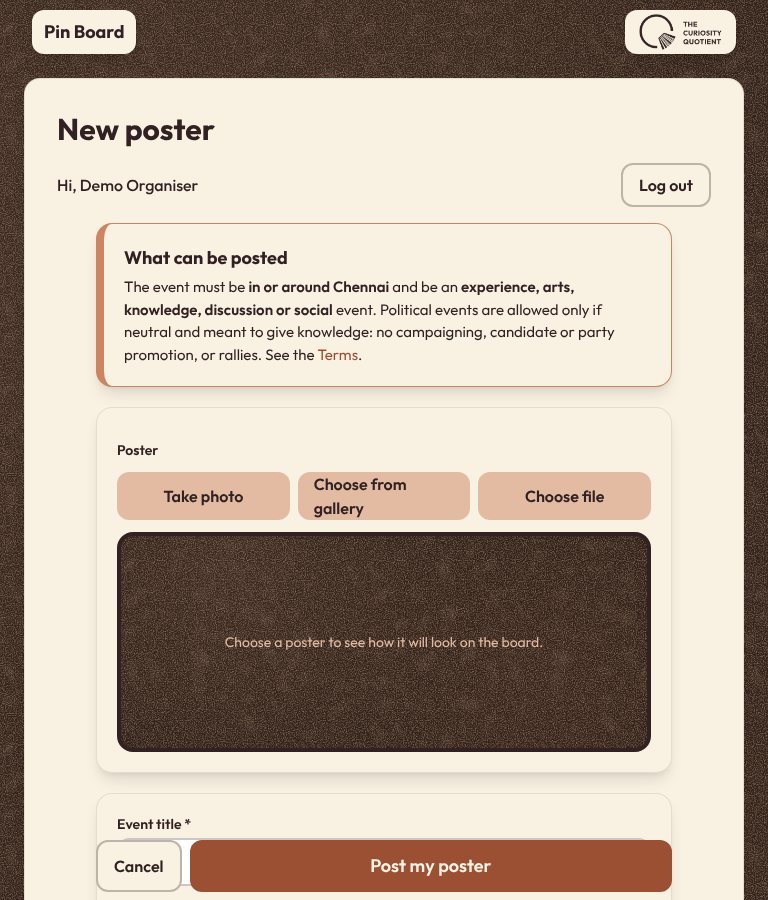 Pin Board
THE
CURIOSITY
QUOTIENT
New poster
Hi, Demo Organiser
Log out
What can be posted
The event must be in or around Chennai and be an experience, arts,
knowledge, discussion or social event. Political events are allowed only if
neutral and meant to give knowledge: no campaigning, candidate or party
promotion, or rallies. See the Terms.
Poster
Take photo
Choose from
gallery
Choose file
Choose a poster to see how it will look on the board.
Event title *
Cancel
Post my poster